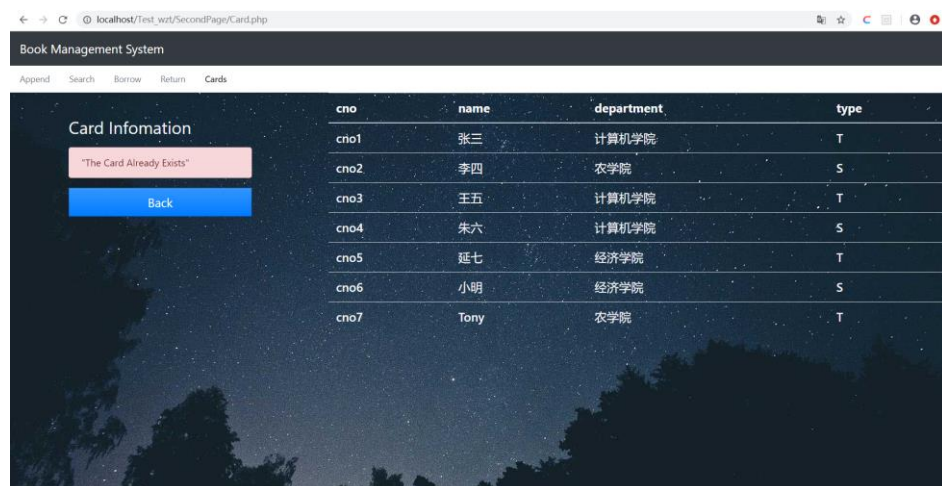 localhost/Test_wzt/SecondPage/Card.php
Book Management System
Append Search Borrow Return Cards
Card Infomation
"The Card Already Exists"
Back
cno name department type
cno1 张三 计算机学院 T
cno2 李四 农学院 S
cno3 王五 计算机学院 T
cno4 朱六 计算机学院 S
cno5 延七 经济学院 T
cno6 小明 经济学院 S
cno7 Tony 农学院 T